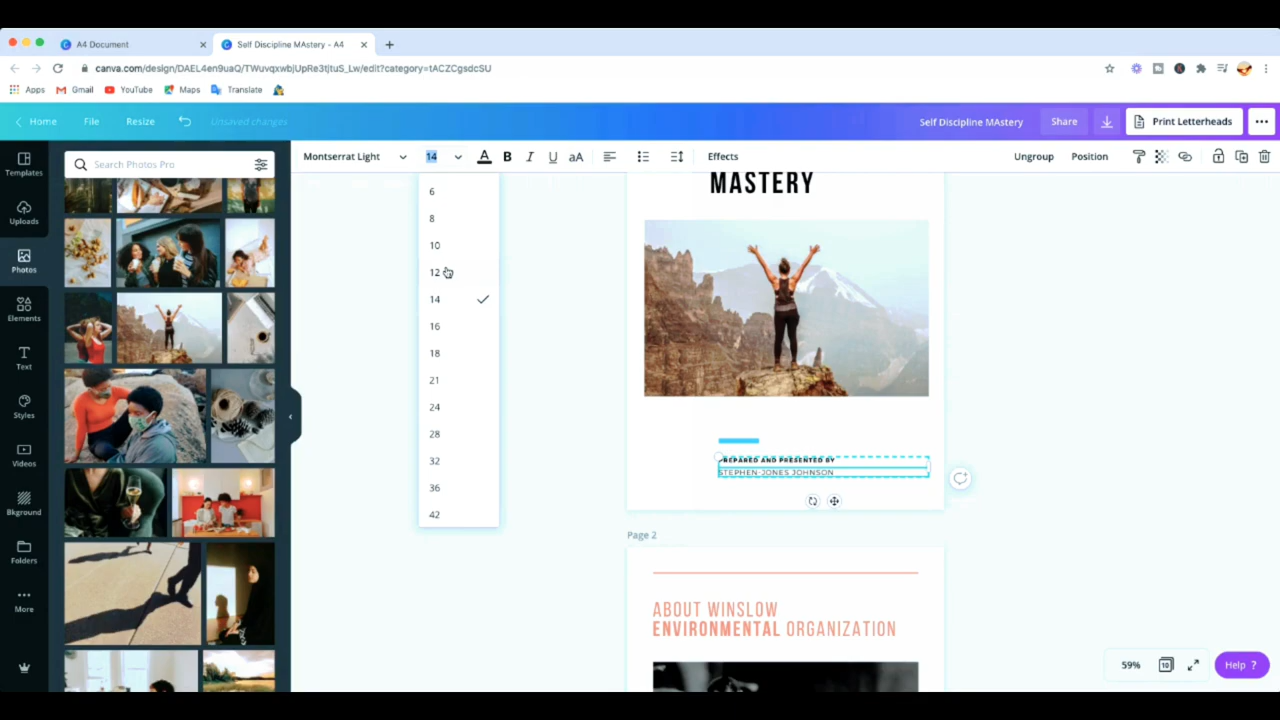 A4 Document
Self Discipline MAstery - A4
canva.com/design/DAEL4en9uaQ/TWuvqxwbjUpRe3tjtuS_Lw/edit?category=tACZCgsdcSU
Apps Gmail YouTube Maps Translate
Home File Resize Unsaved changes Self Discipline MAstery Share Print Letterheads
Templates
Uploads
Photos
Elements
Text
Styles
Videos
Bkground
Folders
More
Search Photos Pro
Montserrat Light 14 B I U aA Effects Ungroup Position
6
8
10
12
14
16
18
21
24
28
32
36
42
MASTERY
PREPARED AND PRESENTED BY
STEPHEN-JONES JOHNSON
Page 2
ABOUT WINSLOW
ENVIRONMENTAL ORGANIZATION
59% 10 Help ?